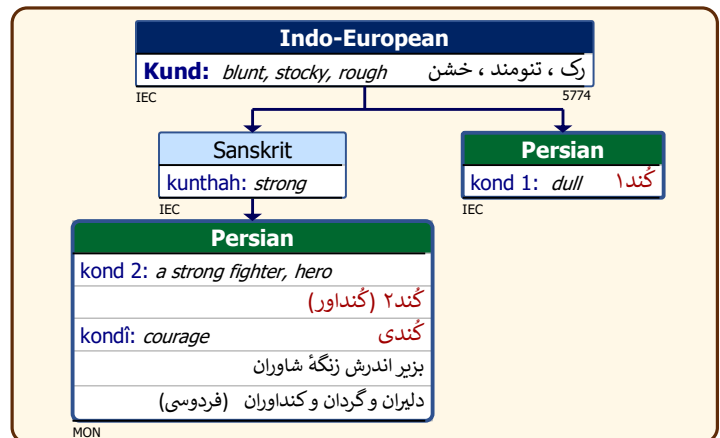 Indo-European
Kund: blunt, stocky, rough رک ، تنومند ، خشن
IEC 5774
Sanskrit
kunthah: strong
IEC
Persian
kond 1: dull کُند۱
IEC
Persian
kond 2: a strong fighter, hero
کُند۲ (کُنداور)
kondî: courage کُندی
بزیر اندرش زنگهٔ شاوران
دلیران و گردان و کنداوران (فردوسی)
MON